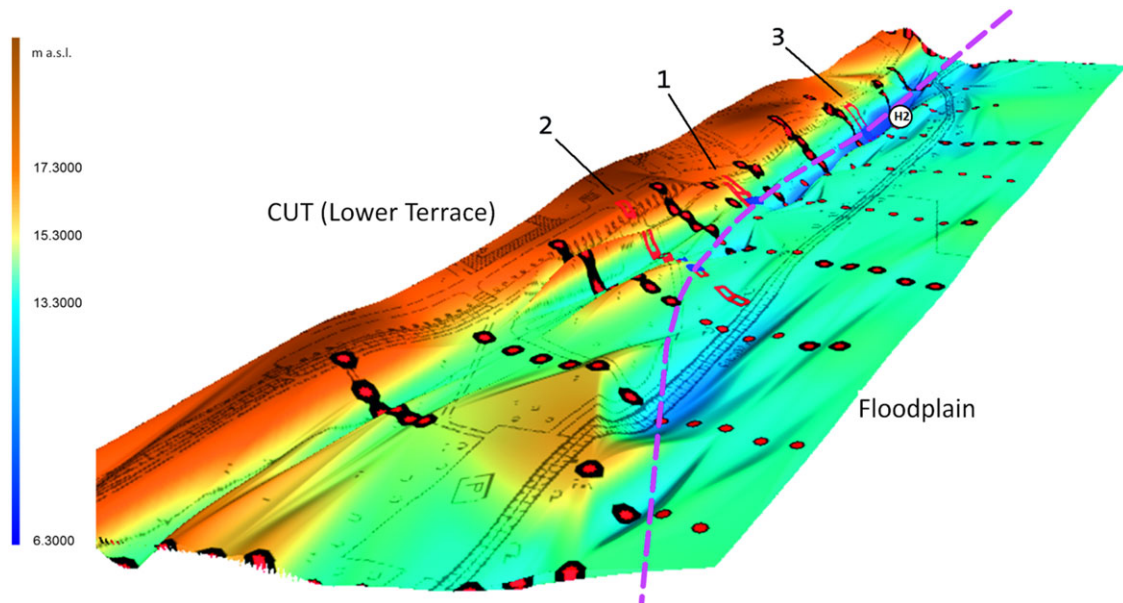 m a.s.l.
17.3000
15.3000
13.3000
6.3000
CUT (Lower Terrace)
2
1
3
H2
P
Floodplain